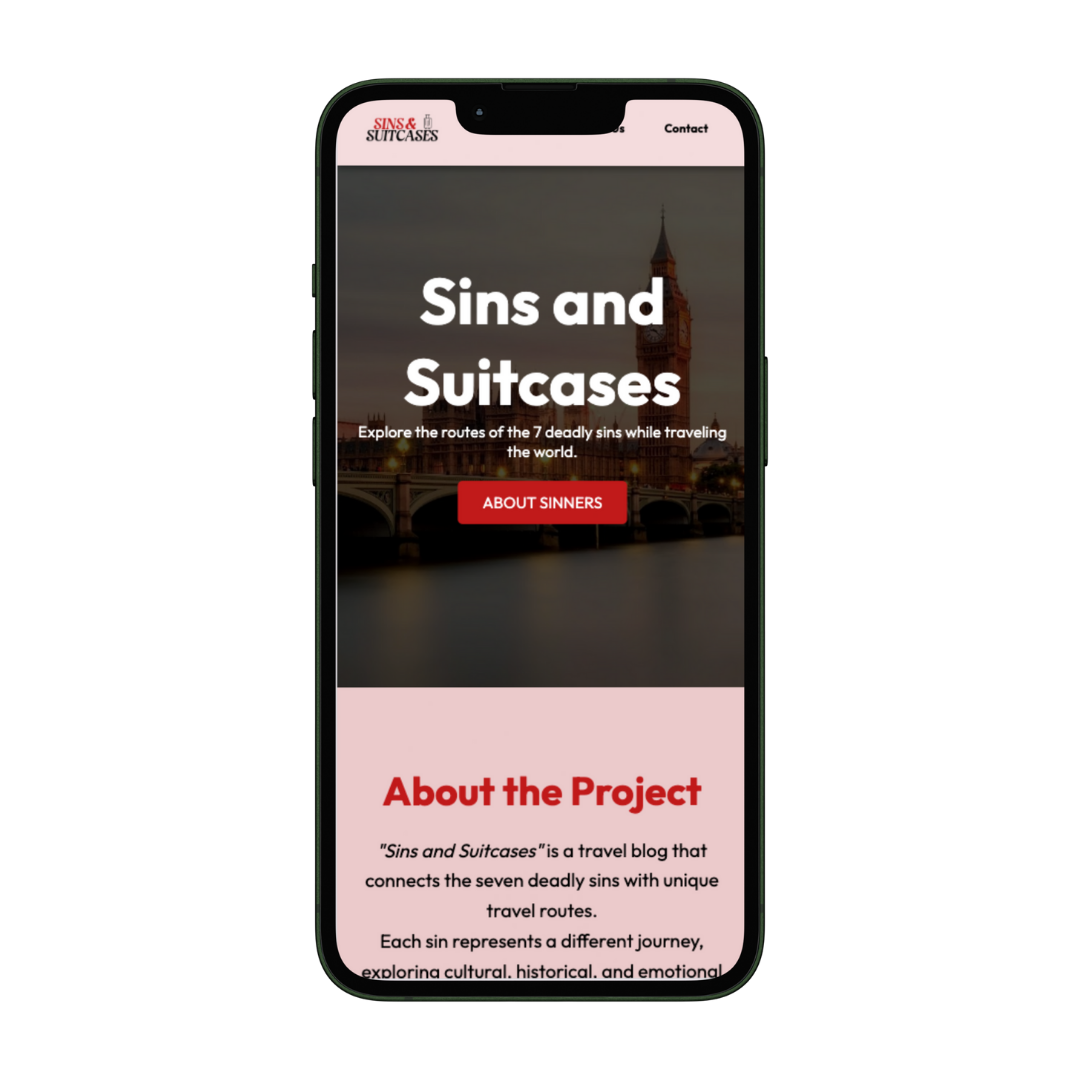 SINS &
SUITCASES
Contact
Sins and
Suitcases
Explore the routes of the 7 deadly sins while traveling
the world.
ABOUT SINNERS
About the Project
"Sins and Suitcases" is a travel blog that
connects the seven deadly sins with unique
travel routes.
Each sin represents a different journey,
exploring cultural, historical, and emotional